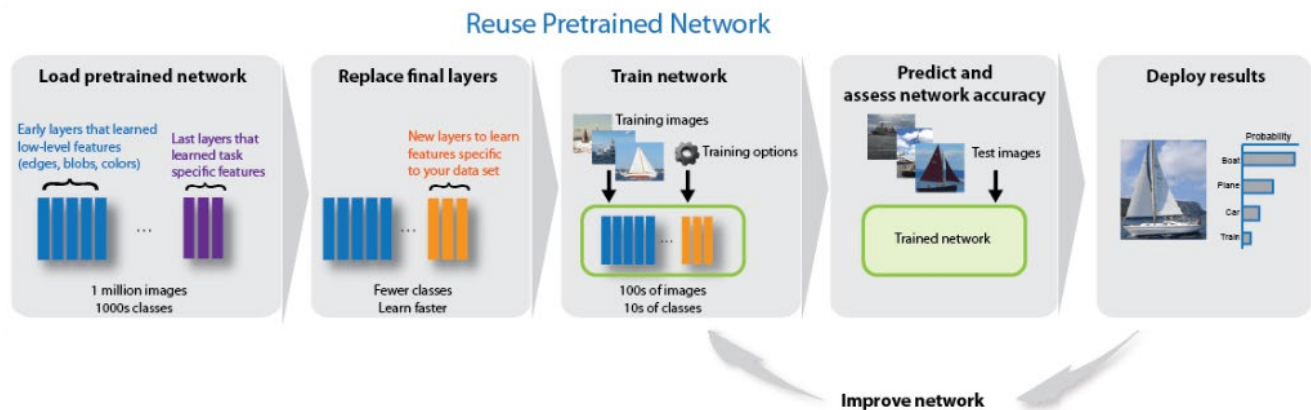 Reuse Pretrained Network
Load pretrained network
Early layers that learned
low-level features
(edges, blobs, colors)
Last layers that
learned task
specific features
...
1 million images
1000s classes
Replace final layers
New layers to learn
features specific
to your data set
...
Fewer classes
Learn faster
Train network
Training images
Training options
...
100s of images
10s of classes
Predict and
assess network accuracy
Test images
Trained network
Deploy results
Probability
Boat
Plane
Car
Train
Improve network